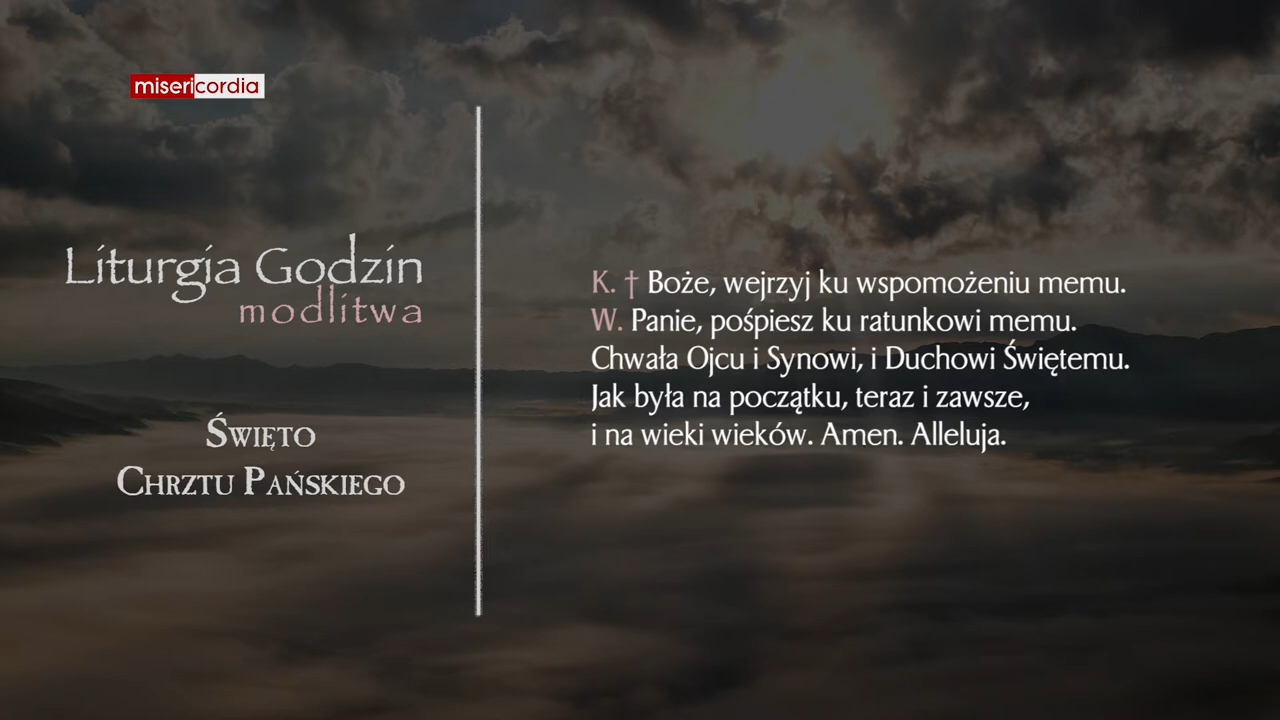 misericordia
Liturgia Godzin
modlitwa
Święto
Chrztu Pańskiego
K. † Boże, wejrzyj ku wspomożeniu memu.
W. Panie, pośpiesz ku ratunkowi memu.
Chwała Ojcu i Synowi, i Duchowi Świętemu.
Jak była na początku, teraz i zawsze,
i na wieki wieków. Amen. Alleluja.